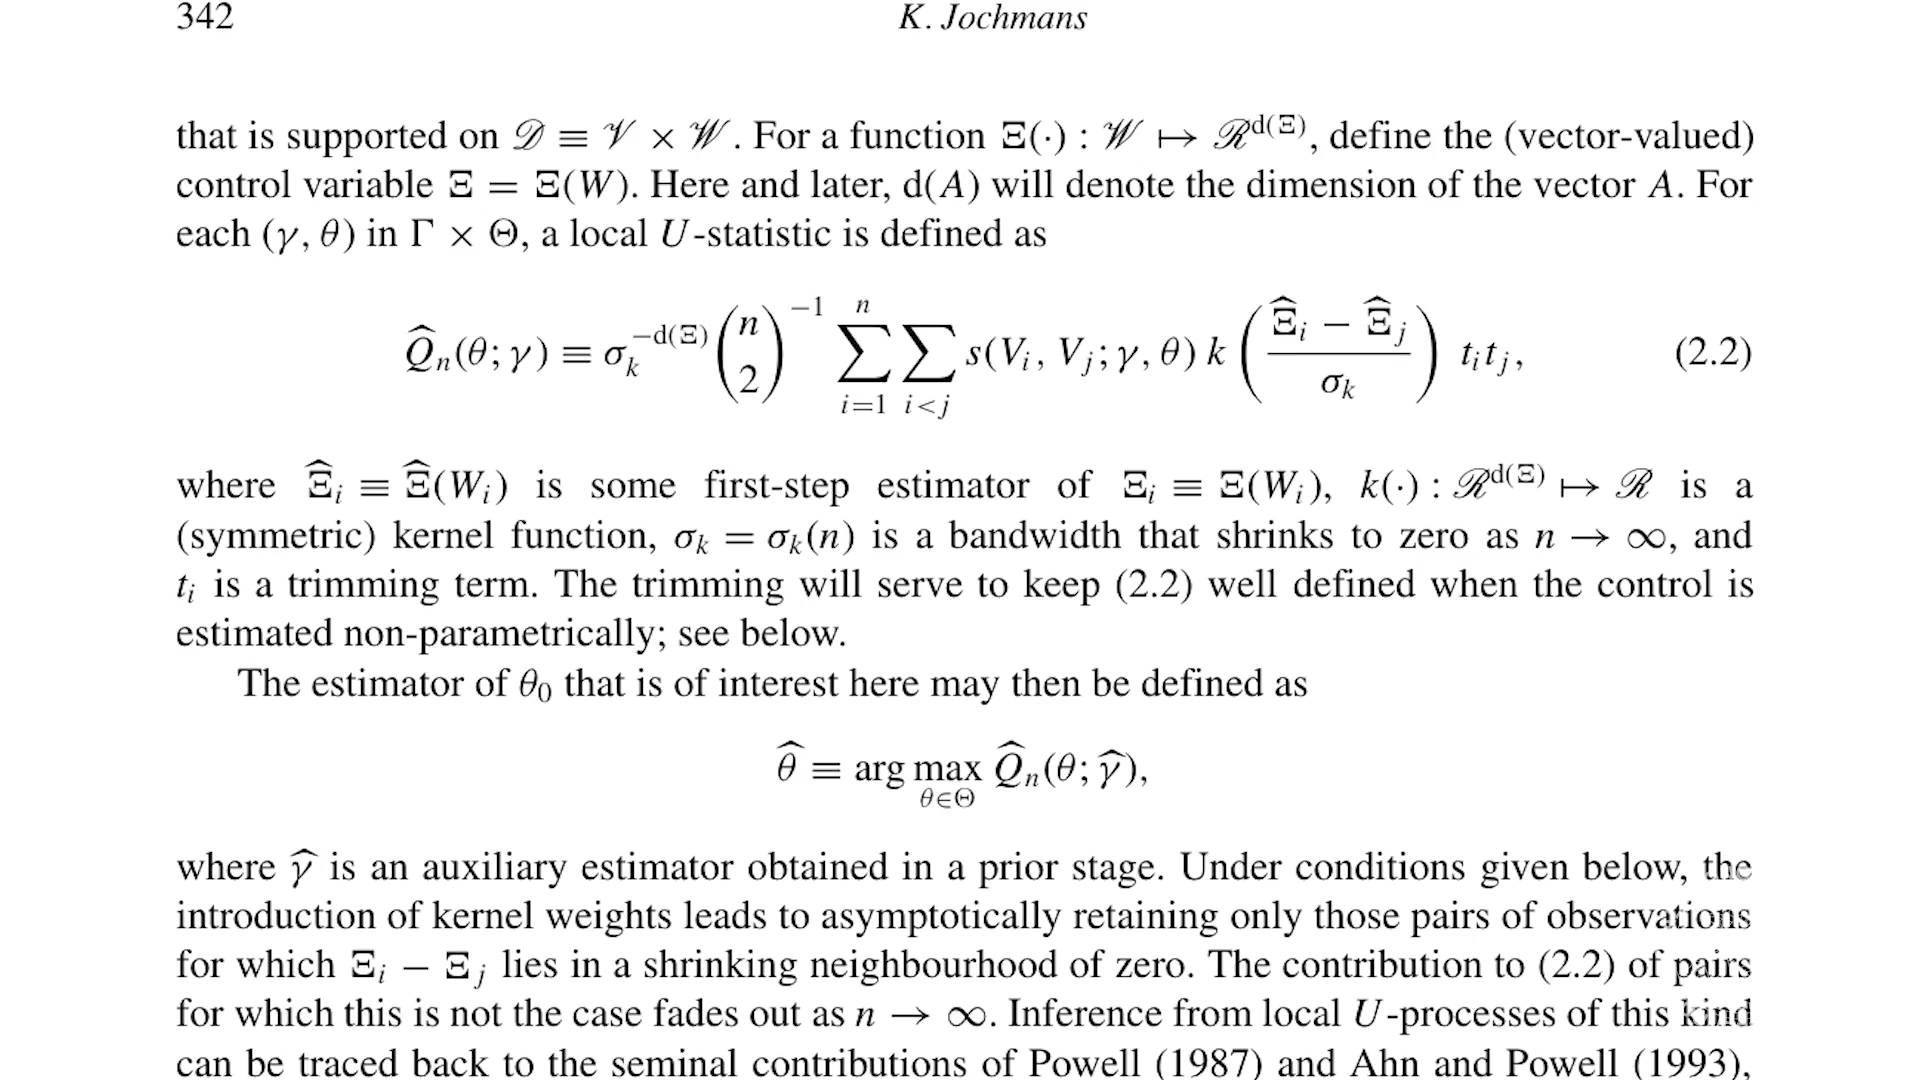 342
K. Jochmans
that is supported on 𝒟 ≡ 𝒱 × 𝒲. For a function Ξ(·) : 𝒲 ↦ ℛ^{d(Ξ)}, define the (vector-valued)
control variable Ξ = Ξ(W). Here and later, d(A) will denote the dimension of the vector A. For
each (γ, θ) in Γ × Θ, a local U-statistic is defined as
Q̂_n(θ; γ) ≡ σ_k^{−d(Ξ)} \binom{n}{2}^{−1} ∑_{i=1}^{n} ∑_{i<j} s(V_i, V_j; γ, θ) k ( (Ξ̂_i − Ξ̂_j) / σ_k ) t_i t_j, (2.2)
where Ξ̂_i ≡ Ξ̂(W_i) is some first-step estimator of Ξ_i ≡ Ξ(W_i), k(·) : ℛ^{d(Ξ)} ↦ ℛ is a
(symmetric) kernel function, σ_k = σ_k(n) is a bandwidth that shrinks to zero as n → ∞, and
t_i is a trimming term. The trimming will serve to keep (2.2) well defined when the control is
estimated non-parametrically; see below.
The estimator of θ_0 that is of interest here may then be defined as
θ̂ ≡ arg max_{θ∈Θ} Q̂_n(θ; γ̂),
where γ̂ is an auxiliary estimator obtained in a prior stage. Under conditions given below, the
introduction of kernel weights leads to asymptotically retaining only those pairs of observations
for which Ξ_i − Ξ_j lies in a shrinking neighbourhood of zero. The contribution to (2.2) of pairs
for which this is not the case fades out as n → ∞. Inference from local U-processes of this kind
can be traced back to the seminal contributions of Powell (1987) and Ahn and Powell (1993),